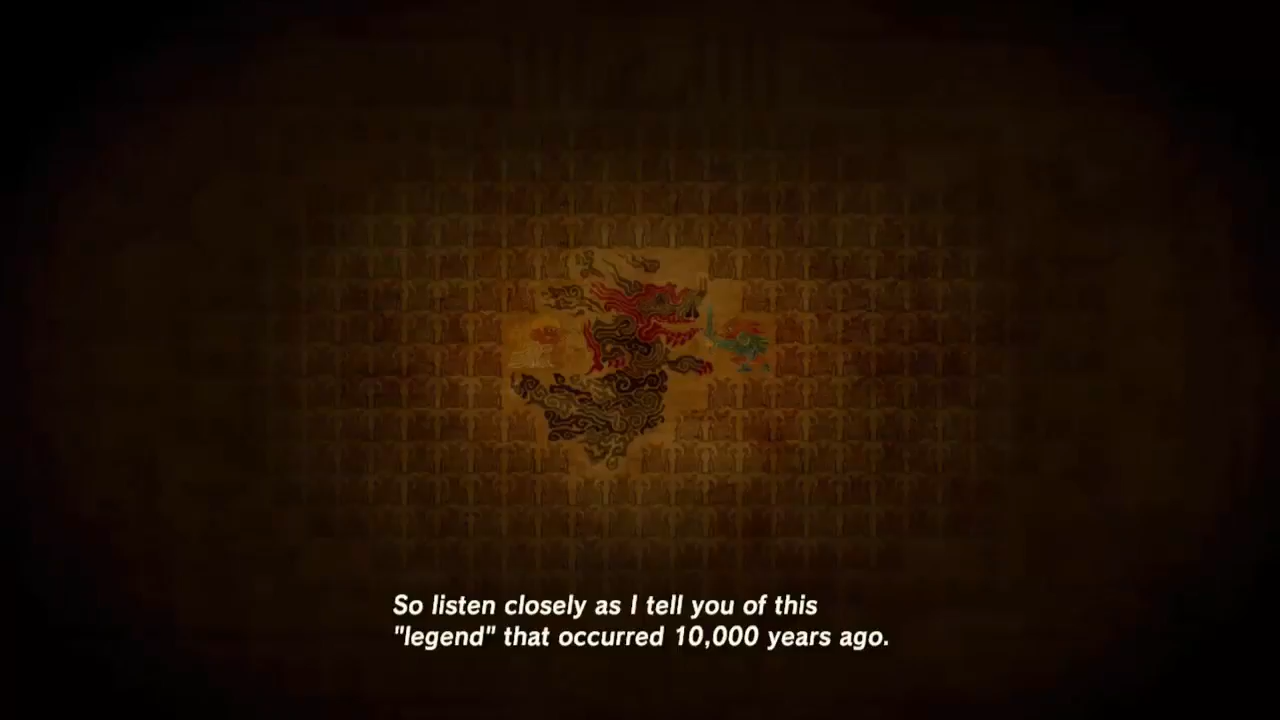 So listen closely as I tell you of this
"legend" that occurred 10,000 years ago.